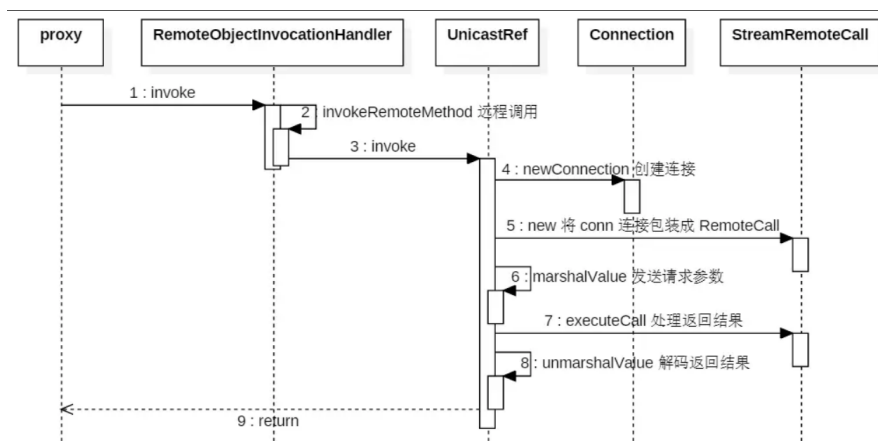 proxy
RemoteObjectInvocationHandler
UnicastRef
Connection
StreamRemoteCall
1 : invoke
2 : invokeRemoteMethod 远程调用
3 : invoke
4 : newConnection 创建连接
5 : new 将 conn 连接包装成 RemoteCall
6 : marshalValue 发送请求参数
7 : executeCall 处理返回结果
8 : unmarshalValue 解码返回结果
9 : return